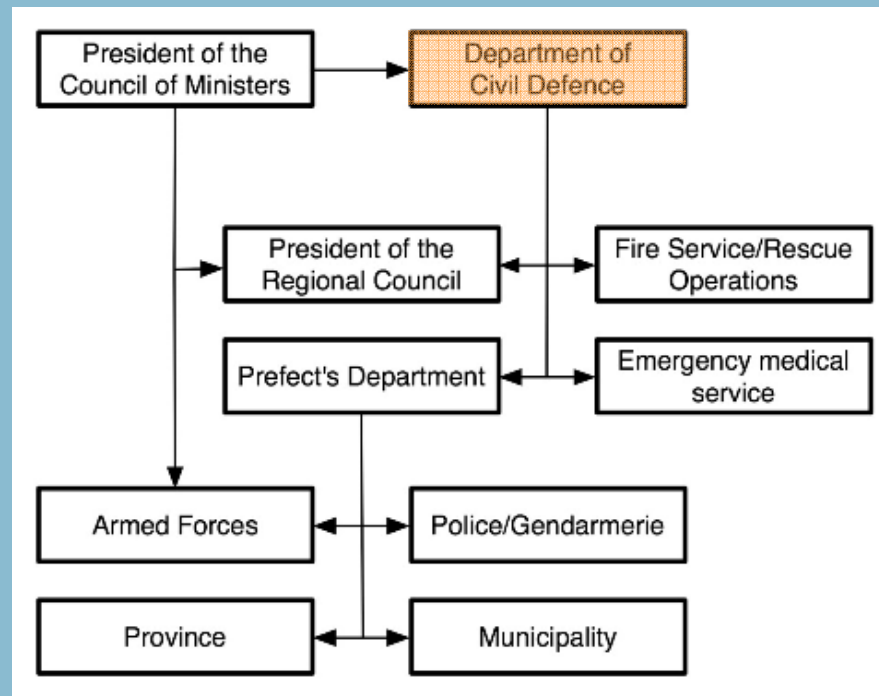 President of the
Council of Ministers
Department of
Civil Defence
President of the
Regional Council
Fire Service/Rescue
Operations
Prefect's Department
Emergency medical
service
Armed Forces
Police/Gendarmerie
Province
Municipality